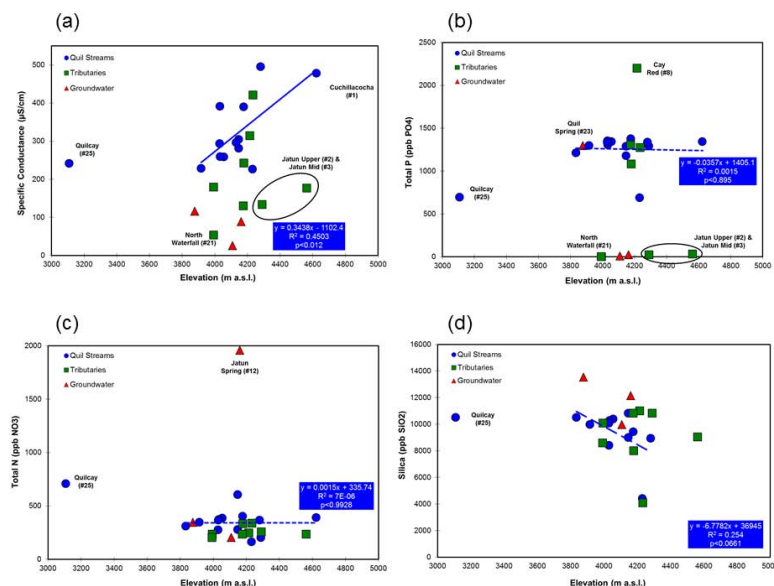 (a)
(b)
Quil Streams
Tributaries
Groundwater
Cuchillacocha
(#1)
Quilcay
(#25)
Jatun Upper (#2) &
Jatun Mid (#3)
North
Waterfall (#21)
y = 0.3438x - 1102.4
R² = 0.4503
p<0.012
Specific Conductance (µS/cm)
600
500
400
300
200
100
0
3000 3200 3400 3600 3800 4000 4200 4400 4600 4800 5000
Elevation (m a.s.l.)
Quil Streams
Tributaries
Groundwater
Cay
Red (#8)
Quil
Spring (#23)
Quilcay
(#25)
y = -0.0357x + 1405.1
R² = 0.0015
p<0.895
North
Waterfall (#21)
Jatun Upper (#2) &
Jatun Mid (#3)
Total P (ppb PO4)
2500
2000
1500
1000
500
0
3000 3200 3400 3600 3800 4000 4200 4400 4600 4800 5000
Elevation (m a.s.l.)
(c)
(d)
Quil Streams
Tributaries
Groundwater
Jatun
Spring (#12)
Quilcay
(#25)
y = 0.0015x + 335.74
R² = 7E-06
p<0.9928
Total N (ppb NO3)
2000
1500
1000
500
0
3000 3200 3400 3600 3800 4000 4200 4400 4600 4800 5000
Elevation (m a.s.l.)
Quil Streams
Tributaries
Groundwater
Quilcay
(#25)
y = -6.7782x + 36945
R² = 0.254
p<0.0661
Silica (ppb SiO2)
16000
14000
12000
10000
8000
6000
4000
2000
0
3000 3200 3400 3600 3800 4000 4200 4400 4600 4800 500
Elevation (m a.s.l.)